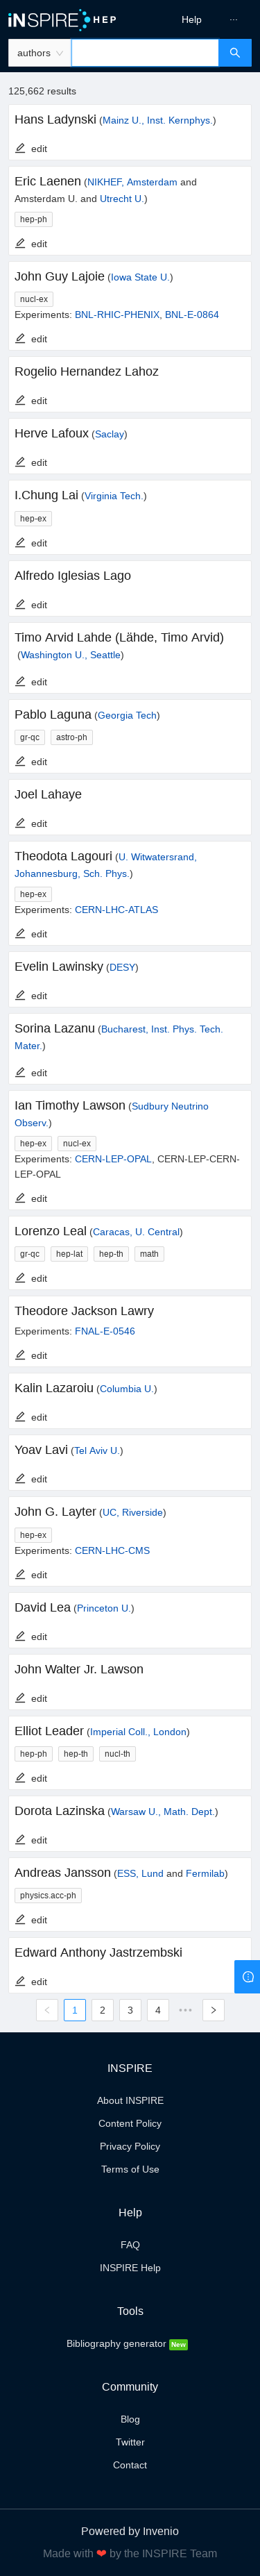 INSPIRE HEP
Help
···
authors
125,662 results
Hans Ladynski (Mainz U., Inst. Kernphys.)
edit
Eric Laenen (NIKHEF, Amsterdam and
Amsterdam U. and Utrecht U.)
hep-ph
edit
John Guy Lajoie (Iowa State U.)
nucl-ex
Experiments: BNL-RHIC-PHENIX, BNL-E-0864
edit
Rogelio Hernandez Lahoz
edit
Herve Lafoux (Saclay)
edit
I.Chung Lai (Virginia Tech.)
hep-ex
edit
Alfredo Iglesias Lago
edit
Timo Arvid Lahde (Lähde, Timo Arvid)
(Washington U., Seattle)
edit
Pablo Laguna (Georgia Tech)
gr-qc astro-ph
edit
Joel Lahaye
edit
Theodota Lagouri (U. Witwatersrand,
Johannesburg, Sch. Phys.)
hep-ex
Experiments: CERN-LHC-ATLAS
edit
Evelin Lawinsky (DESY)
edit
Sorina Lazanu (Bucharest, Inst. Phys. Tech.
Mater.)
edit
Ian Timothy Lawson (Sudbury Neutrino
Observ.)
hep-ex nucl-ex
Experiments: CERN-LEP-OPAL, CERN-LEP-CERN-
LEP-OPAL
edit
Lorenzo Leal (Caracas, U. Central)
gr-qc hep-lat hep-th math
edit
Theodore Jackson Lawry
Experiments: FNAL-E-0546
edit
Kalin Lazaroiu (Columbia U.)
edit
Yoav Lavi (Tel Aviv U.)
edit
John G. Layter (UC, Riverside)
hep-ex
Experiments: CERN-LHC-CMS
edit
David Lea (Princeton U.)
edit
John Walter Jr. Lawson
edit
Elliot Leader (Imperial Coll., London)
hep-ph hep-th nucl-th
edit
Dorota Lazinska (Warsaw U., Math. Dept.)
edit
Andreas Jansson (ESS, Lund and Fermilab)
physics.acc-ph
edit
Edward Anthony Jastrzembski
edit
1 2 3 4 •••
INSPIRE
About INSPIRE
Content Policy
Privacy Policy
Terms of Use
Help
FAQ
INSPIRE Help
Tools
Bibliography generator New
Community
Blog
Twitter
Contact
Powered by Invenio
Made with ❤ by the INSPIRE Team